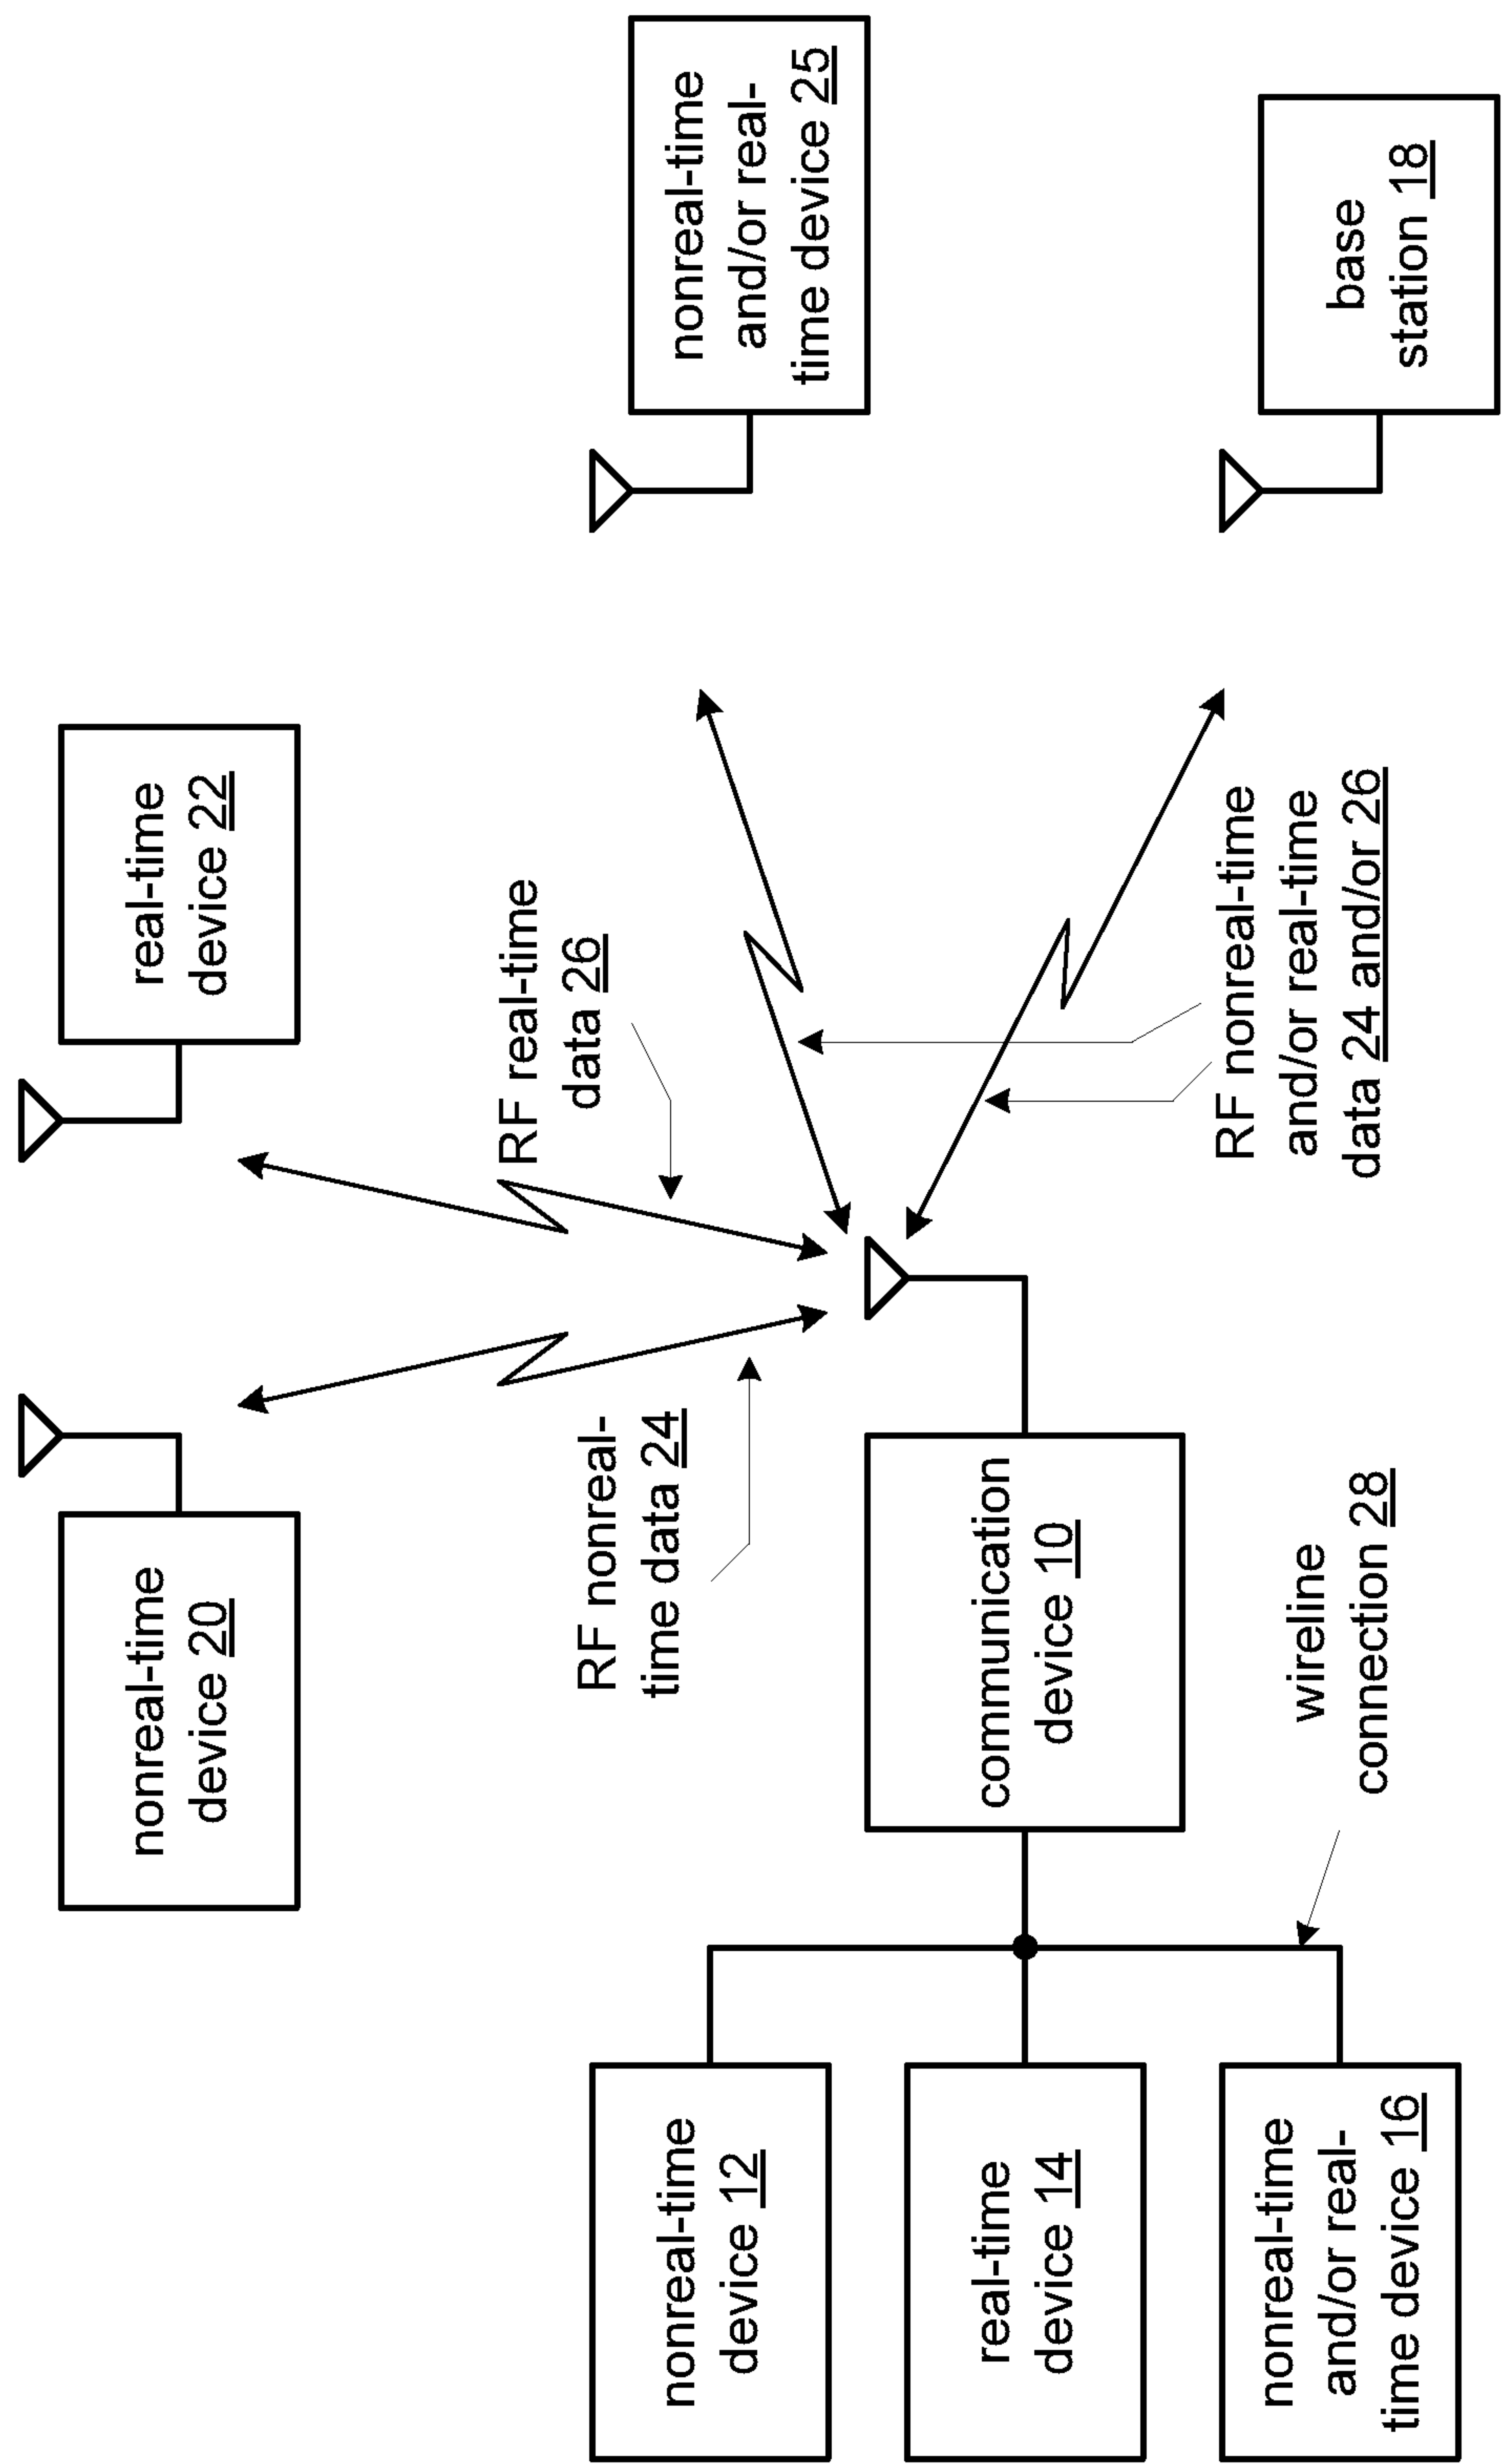 nonreal-time
device 20
real-time
device 22
RF nonreal-
time data 24
RF real-time
data 26
nonreal-time
and/or real-
time device 25
nonreal-time
device 12
communication
device 10
real-time
device 14
RF nonreal-time
and/or real-time
data 24 and/or 26
nonreal-time
and/or real-
time device 16
wireline
connection 28
base
station 18